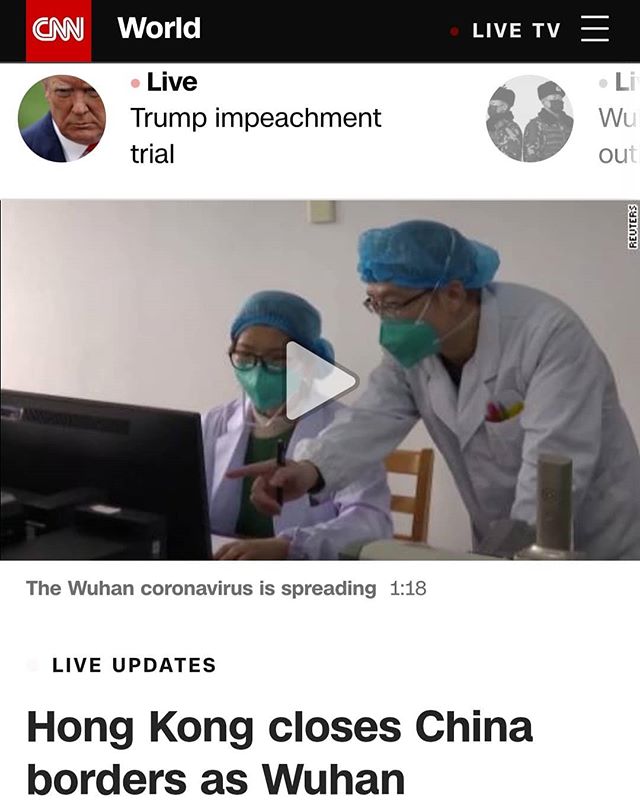 CNN World LIVE TV
Live
Trump impeachment
trial
Li
Wu
out
REUTERS
The Wuhan coronavirus is spreading 1:18
LIVE UPDATES
Hong Kong closes China
borders as Wuhan